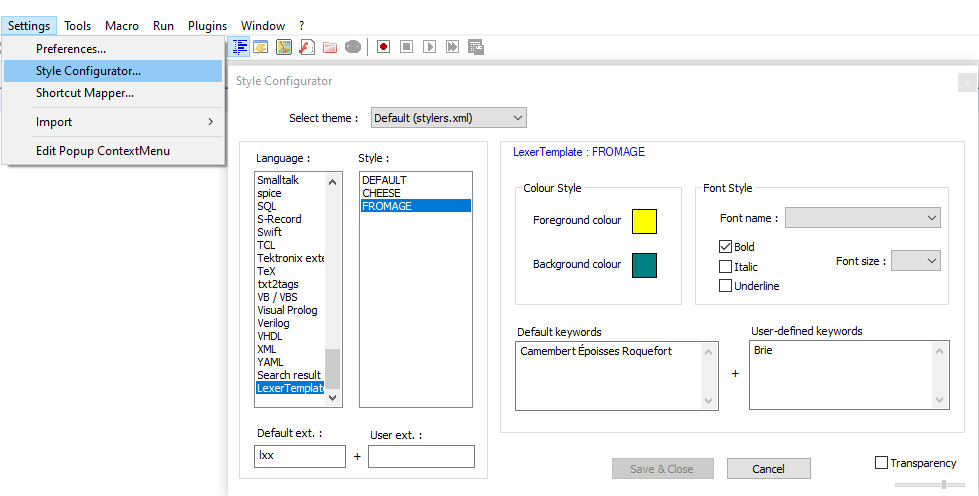 Settings Tools Macro Run Plugins Window ?
Preferences...
Style Configurator...
Shortcut Mapper...
Import
Edit Popup ContextMenu
Style Configurator
Select theme : Default (stylers.xml)
Language :
Smalltalk
spice
SQL
S-Record
Swift
TCL
Tektronix exte
TeX
txt2tags
VB / VBS
Visual Prolog
Verilog
VHDL
XML
YAML
Search result
LexerTemplate
Style :
DEFAULT
CHEESE
FROMAGE
Default ext. :
lxx
+
User ext. :
LexerTemplate : FROMAGE
Colour Style
Foreground colour
Background colour
Font Style
Font name :
Bold
Italic
Underline
Font size :
Default keywords
Camembert Époisses Roquefort
+
User-defined keywords
Brie
Save & Close
Cancel
Transparency